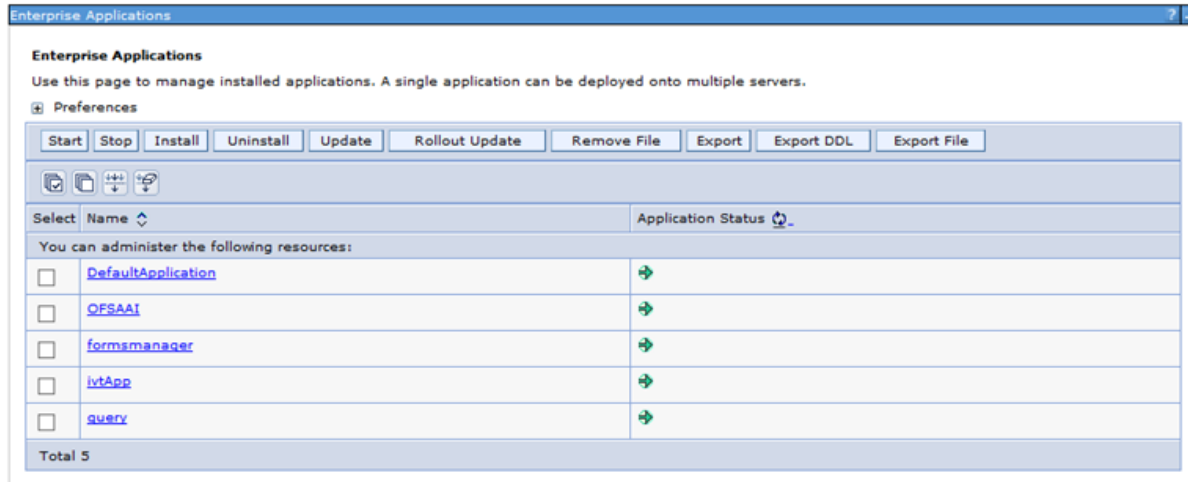 Enterprise Applications ?
Enterprise Applications
Use this page to manage installed applications. A single application can be deployed onto multiple servers.
Preferences
Start Stop Install Uninstall Update Rollout Update Remove File Export Export DDL Export File
Select Name Application Status
You can administer the following resources:
DefaultApplication
OFSAAI
formsmanager
ivtApp
query
Total 5